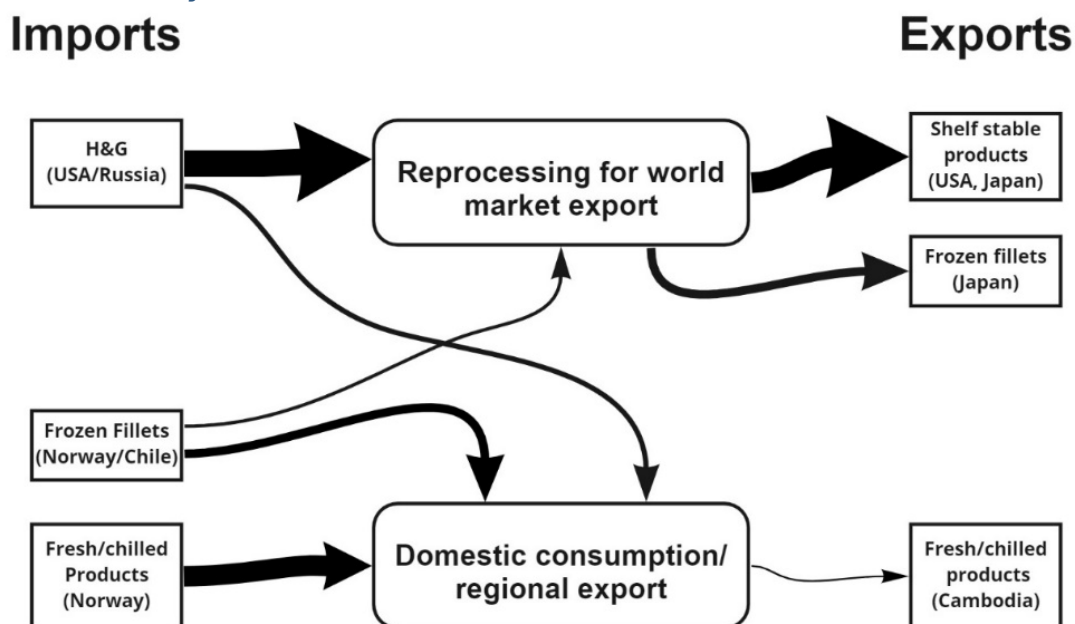 Imports
Exports
H&G
(USA/Russia)
Reprocessing for world
market export
Shelf stable
products
(USA, Japan)
Frozen fillets
(Japan)
Frozen Fillets
(Norway/Chile)
Fresh/chilled
Products
(Norway)
Domestic consumption/
regional export
Fresh/chilled
products
(Cambodia)